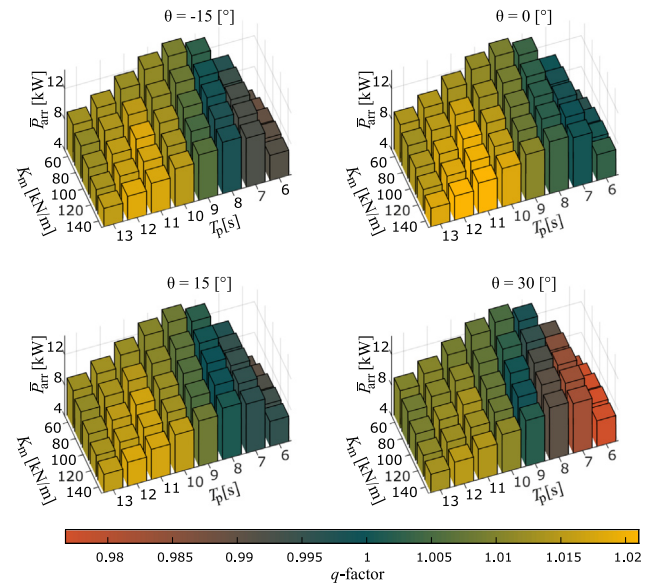 θ = -15 [°]
12
8
4
P̅arr [kW]
60
80
100
120
140
Km [kN/m]
13 12 11 10 9 8 7 6
Tp[s]
θ = 0 [°]
12
8
4
P̅arr [kW]
60
80
100
120
140
Km [kN/m]
13 12 11 10 9 8 7 6
Tp[s]
θ = 15 [°]
12
8
4
P̅arr [kW]
60
80
100
120
140
Km [kN/m]
13 12 11 10 9 8 7 6
Tp[s]
θ = 30 [°]
12
8
4
P̅arr [kW]
60
80
100
120
140
Km [kN/m]
13 12 11 10 9 8 7 6
Tp[s]
0.98 0.985 0.99 0.995 1 1.005 1.01 1.015 1.02
q-factor